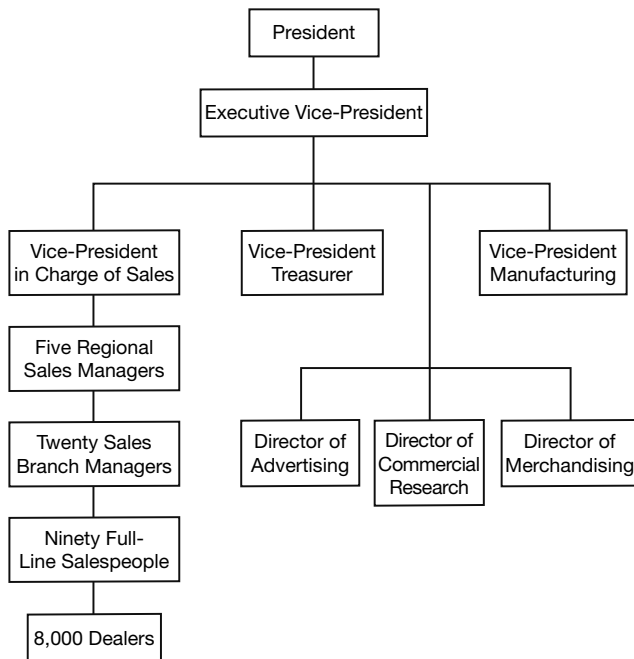 President
Executive Vice-President
Vice-President
in Charge of Sales
Vice-President
Treasurer
Vice-President
Manufacturing
Five Regional
Sales Managers
Twenty Sales
Branch Managers
Director of
Advertising
Director of
Commercial
Research
Director of
Merchandising
Ninety Full-
Line Salespeople
8,000 Dealers